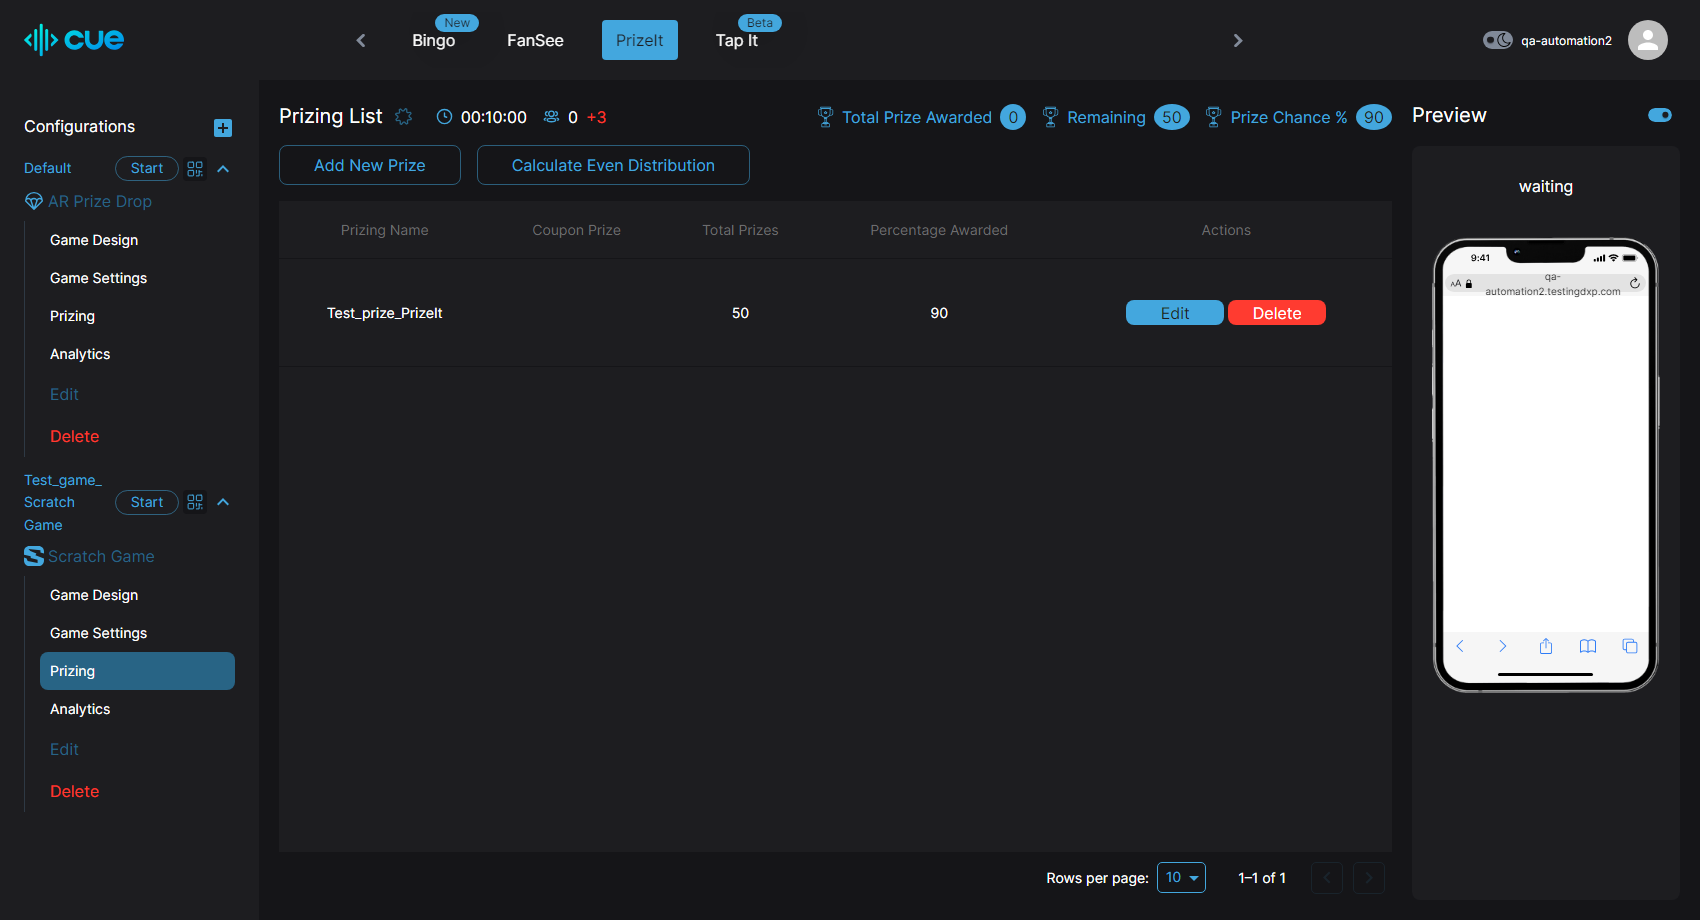 cue
New
Bingo
FanSee
PrizeIt
Beta
Tap It
qa-automation2
Configurations
Default
Start
AR Prize Drop
Game Design
Game Settings
Prizing
Analytics
Edit
Delete
Test_game_
Scratch
Game
Start
Scratch Game
Game Design
Game Settings
Prizing
Analytics
Edit
Delete
Prizing List
00:10:00
0 +3
Total Prize Awarded 0
Remaining 50
Prize Chance % 90
Add New Prize
Calculate Even Distribution
Prizing Name
Coupon Prize
Total Prizes
Percentage Awarded
Actions
Test_prize_PrizeIt
50
90
Edit
Delete
Rows per page: 10
1–1 of 1
Preview
waiting
9:41
AA
qa-
automation2.testingdxp.com